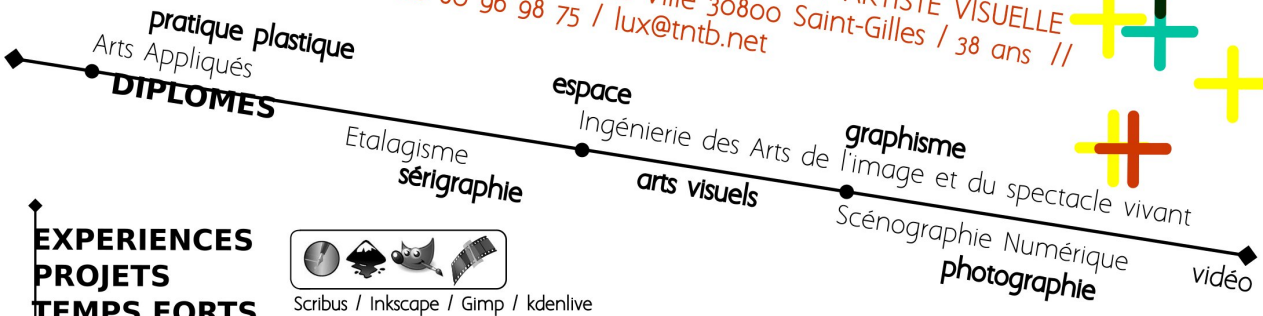 ARTISTE VISUELLE
30800 Saint-Gilles / 38 ans //
96 98 75 / lux@tntb.net
pratique plastique
Arts Appliqués
DIPLOMES
espace
Ingénierie des Arts de l'image et du spectacle vivant
graphisme
Etalagisme
sérigraphie
arts visuels
Scénographie Numérique
photographie
vidéo
EXPERIENCES
PROJETS
TEMPS FORTS
Scribus / Inkscape / Gimp / kdenlive